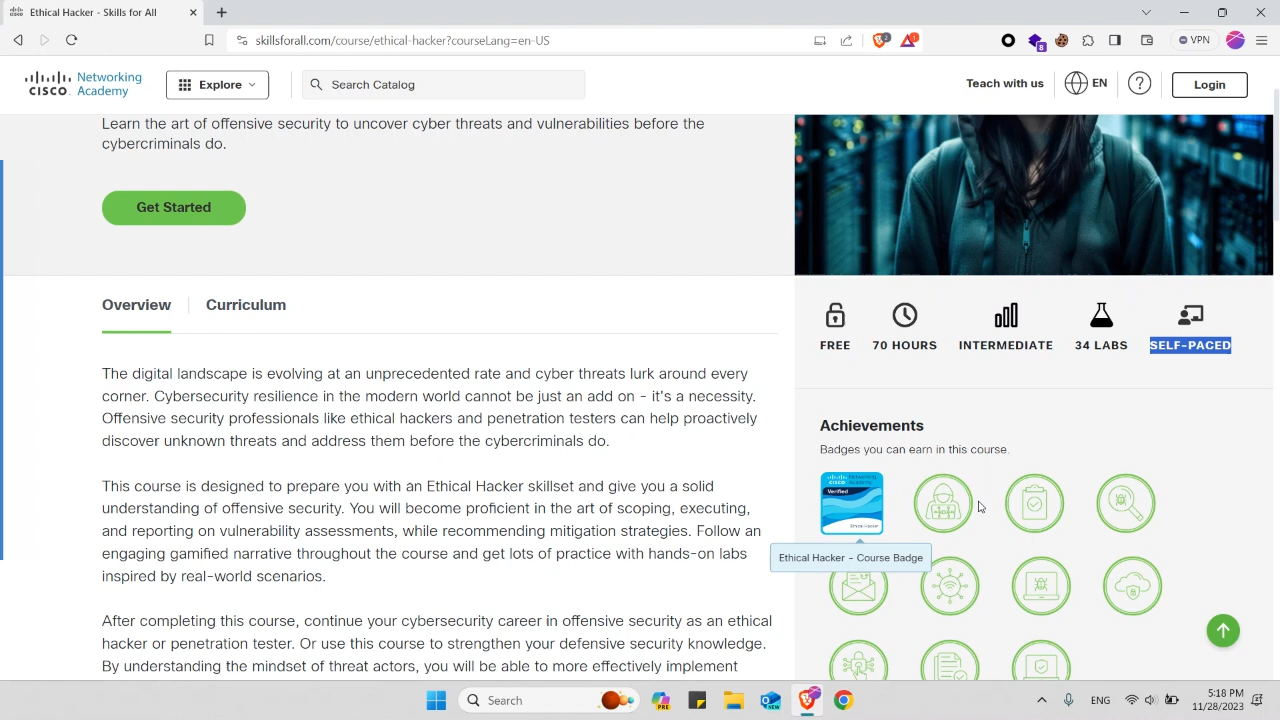 Ethical Hacker - Skills for All
skillsforall.com/course/ethical-hacker?courseLang=en-US
2
1
8
VPN
CISCO Networking Academy
Explore
Search Catalog
Teach with us
EN
?
Login
Learn the art of offensive security to uncover cyber threats and vulnerabilities before the
cybercriminals do.
Get Started
Overview
Curriculum
FREE
70 HOURS
INTERMEDIATE
34 LABS
SELF-PACED
The digital landscape is evolving at an unprecedented rate and cyber threats lurk around every
corner. Cybersecurity resilience in the modern world cannot be just an add on - it's a necessity.
Offensive security professionals like ethical hackers and penetration testers can help proactively
discover unknown threats and address them before the cybercriminals do.
This course is designed to prepare you with an Ethical Hacker skillset and give you a solid
understanding of offensive security. You will become proficient in the art of scoping, executing,
and reporting on vulnerability assessments, while recommending mitigation strategies. Follow an
engaging gamified narrative throughout the course and get lots of practice with hands-on labs
inspired by real-world scenarios.
After completing this course, continue your cybersecurity career in offensive security as an ethical
hacker or penetration tester. Or use this course to strengthen your defensive security knowledge.
By understanding the mindset of threat actors, you will be able to more effectively implement
Achievements
Badges you can earn in this course.
CISCO Networking Academy
Verified
Ethical Hacker
Ethical Hacker - Course Badge
Search
PRE
NEW
ENG
5:18 PM
11/28/2023